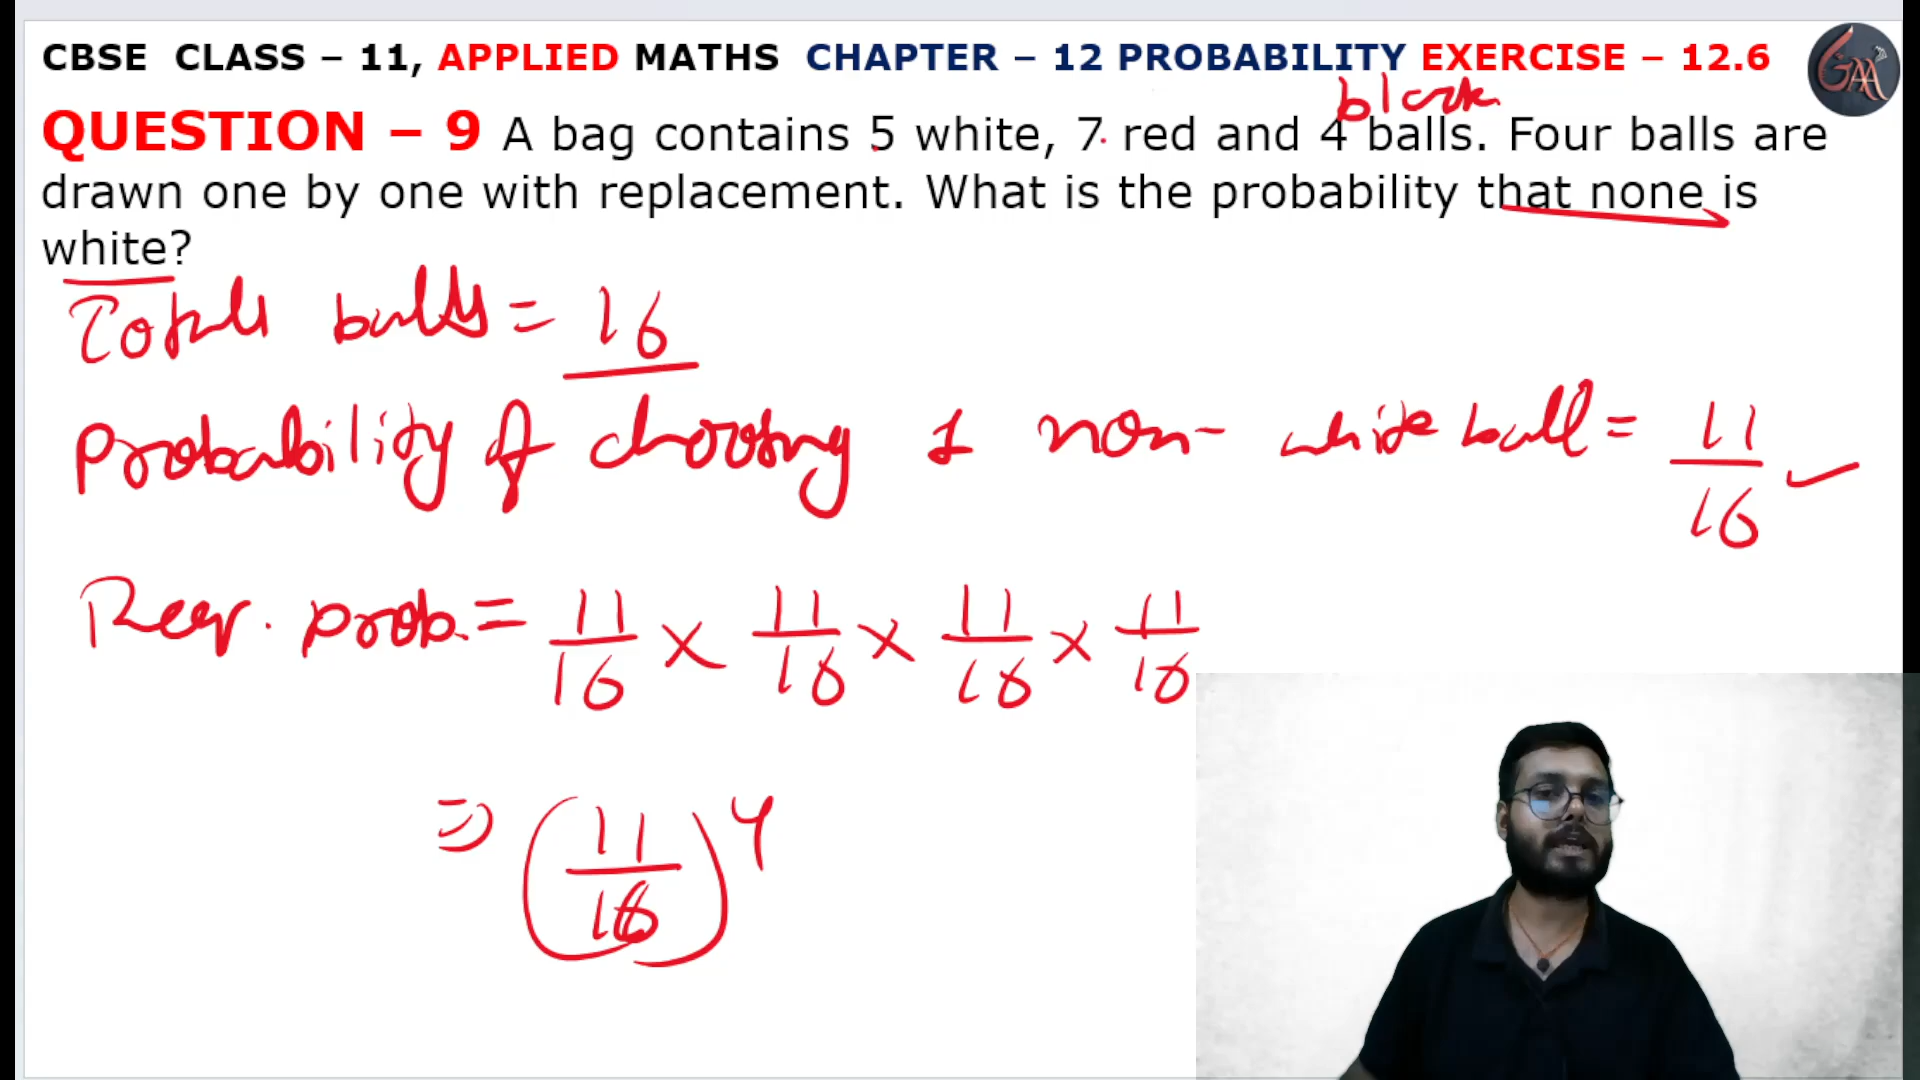 CBSE CLASS – 11, APPLIED MATHS CHAPTER – 12 PROBABILITY EXERCISE – 12.6
GAA
black
QUESTION – 9 A bag contains 5 white, 7 red and 4 balls. Four balls are
drawn one by one with replacement. What is the probability that none is
white?
Total balls = 16
probability of choosing 1 non- white ball = 11/16 ✓
Req. prob. = 11/16 × 11/16 × 11/16 × 11/16
⇒ (11/16)^4